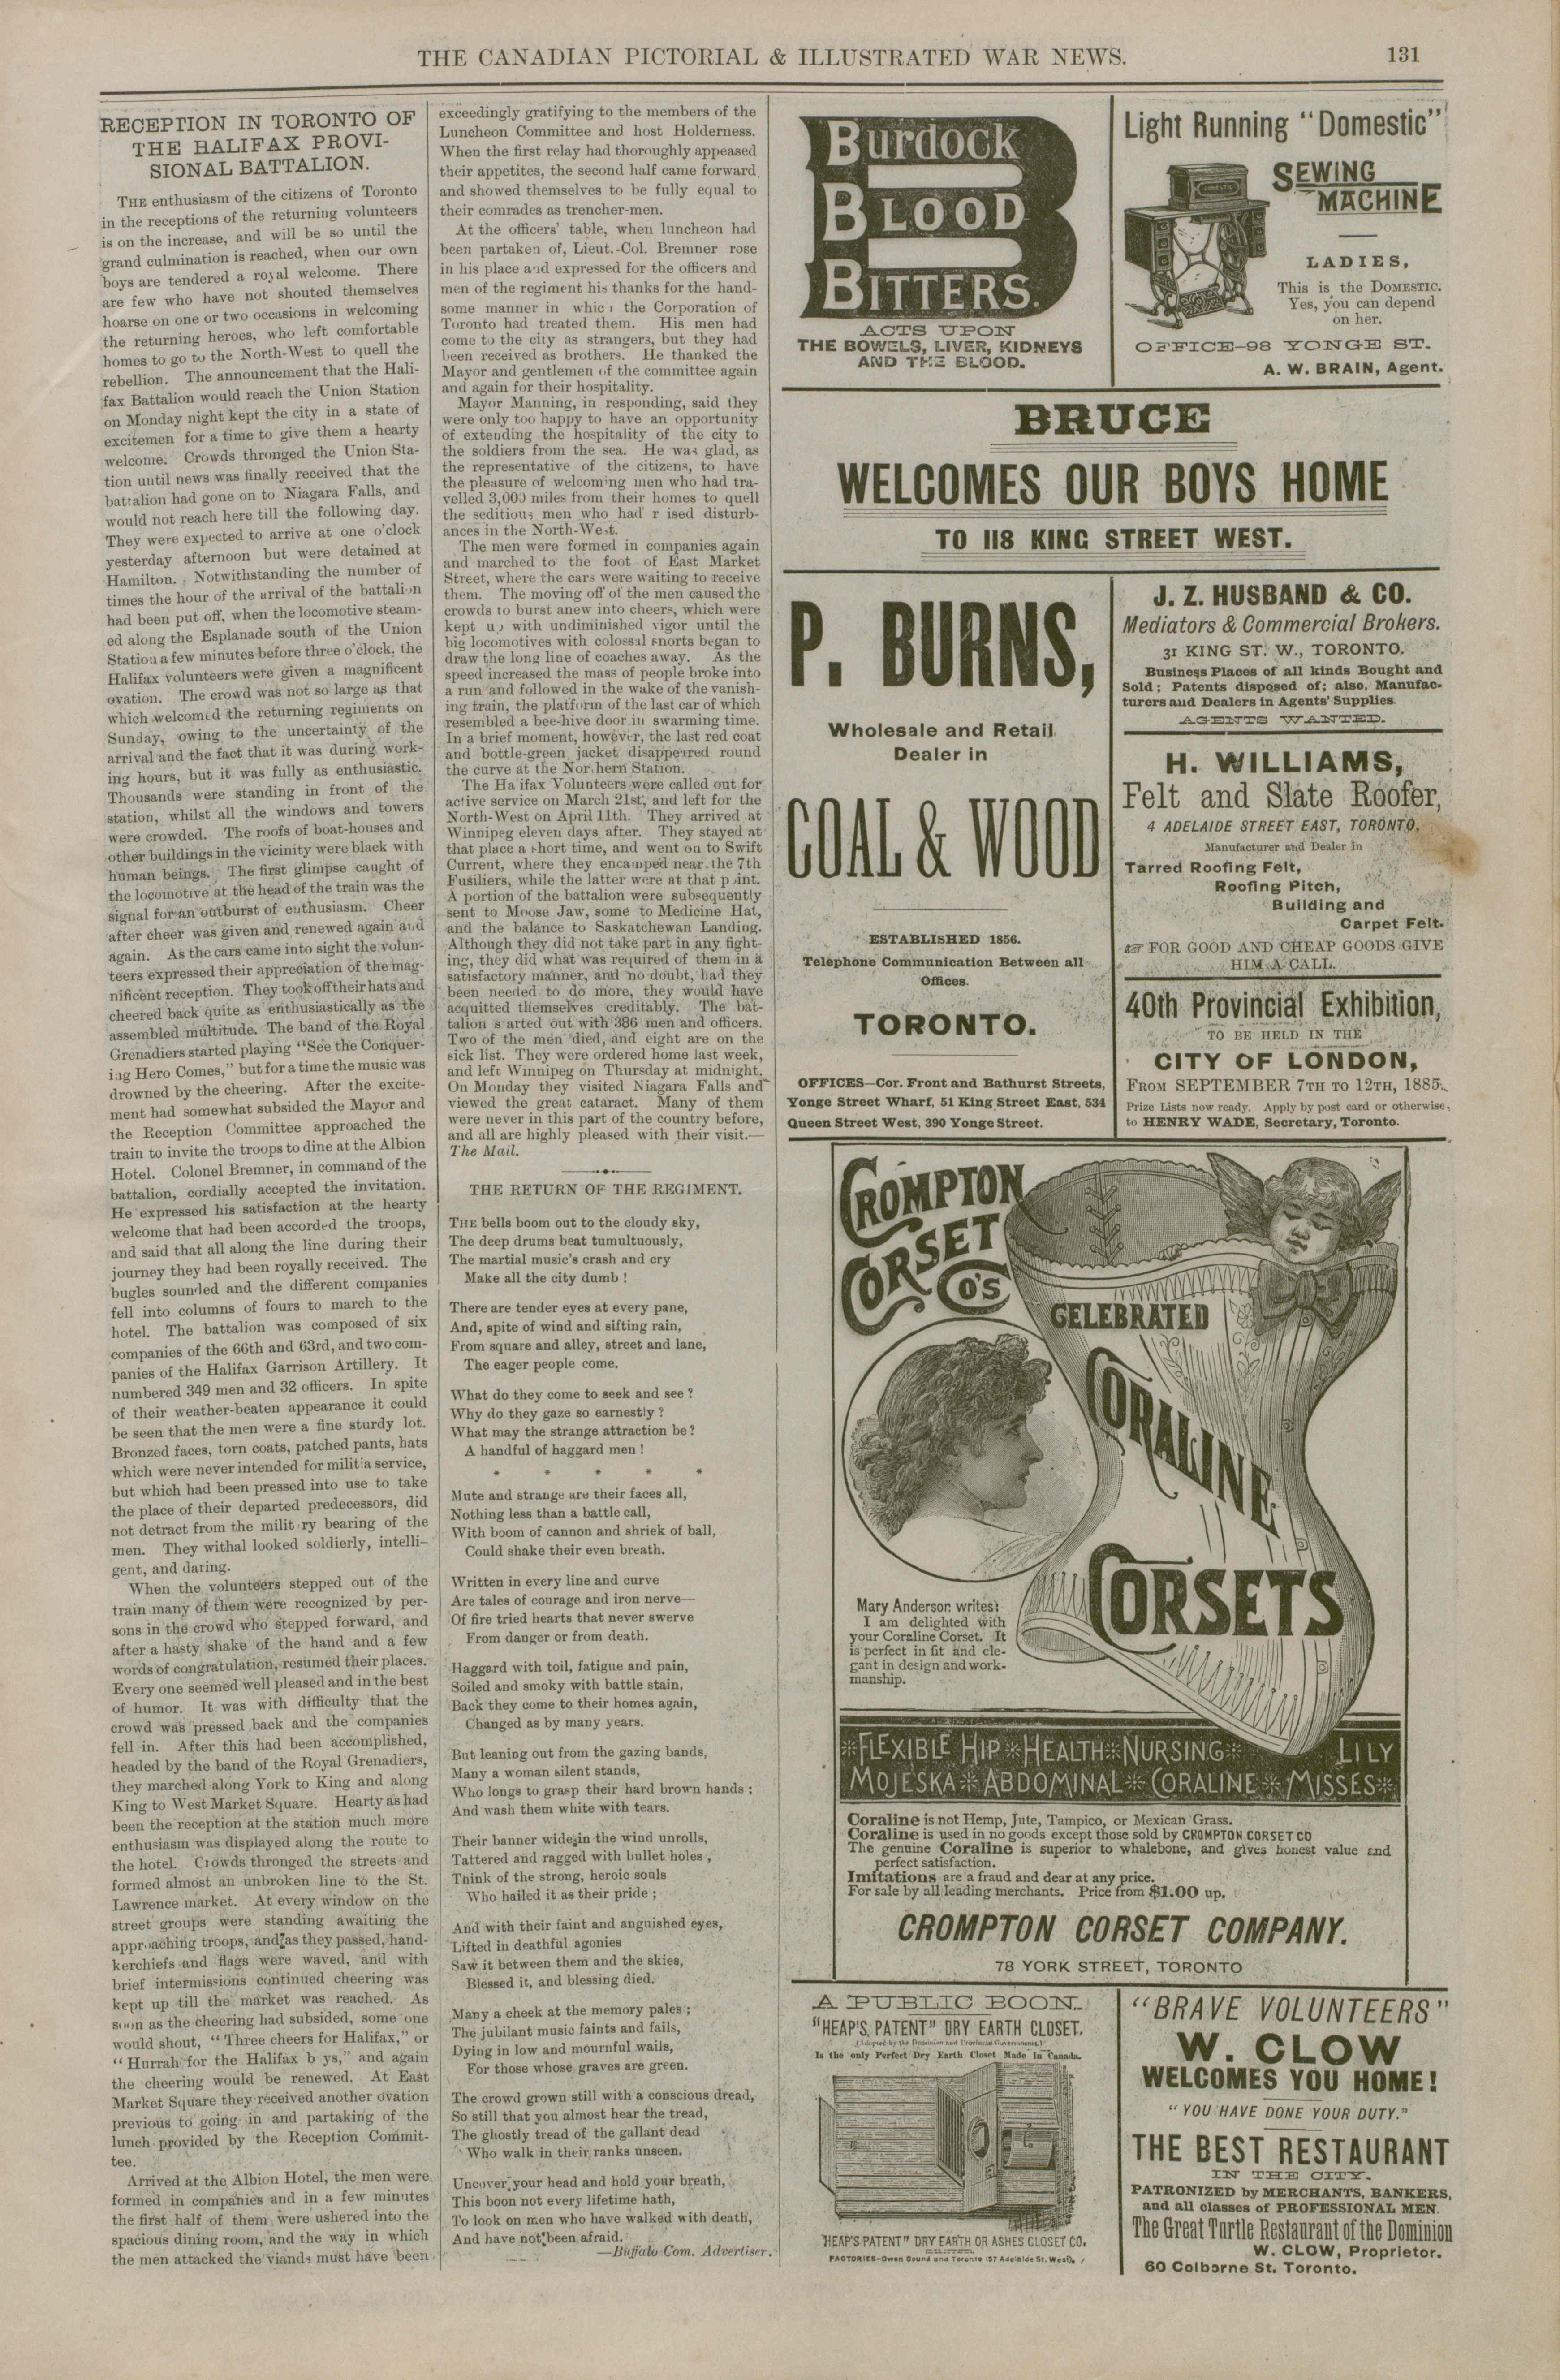 THE CANADIAN PICTORIAL & ILLUSTRATED WAR NEWS.
131
RECEPTION IN TORONTO OF
THE HALIFAX PROVI-
SIONAL BATTALION.
THE enthusiasm of the citizens of Toronto
in the receptions of the returning volunteers
is on the increase, and will be so until the
grand culmination is reached, when our own
boys are tendered a royal welcome. There
are few who have not shouted themselves
hoarse on one or two occasions in welcoming
the returning heroes, who left comfortable
homes to go to the North-West to quell the
rebellion. The announcement that the Hali-
fax Battalion would reach the Union Station
on Monday night kept the city in a state of
excitemen for a time to give them a hearty
welcome. Crowds thronged the Union Sta-
tion until news was finally received that the
battalion had gone on to Niagara Falls, and
would not reach here till the following day.
They were expected to arrive at one o'clock
yesterday afternoon but were detained at
Hamilton. Notwithstanding the number of
times the hour of the arrival of the battalion
had been put off, when the locomotive steam-
ed along the Esplanade south of the Union
Station a few minutes before three o'clock, the
Halifax volunteers were given a magnificent
ovation. The crowd was not so large as that
which welcomed the returning regiments on
Sunday, owing to the uncertainty of the
arrival and the fact that it was during work-
ing hours, but it was fully as enthusiastic.
Thousands were standing in front of the
station, whilst all the windows and towers
were crowded. The roofs of boat-houses and
other buildings in the vicinity were black with
human beings. The first glimpse caught of
the locomotive at the head of the train was the
signal for an outburst of enthusiasm. Cheer
after cheer was given and renewed again and
again. As the cars came into sight the volun-
teers expressed their appreciation of the mag-
nificent reception. They took off their hats and
cheered back quite as enthusiastically as the
assembled multitude. The band of the Royal
Grenadiers started playing "See the Conquer-
ing Hero Comes," but for a time the music was
drowned by the cheering. After the excite-
ment had somewhat subsided the Mayor and
the Reception Committee approached the
train to invite the troops to dine at the Albion
Hotel. Colonel Bremner, in command of the
battalion, cordially accepted the invitation.
He expressed his satisfaction at the hearty
welcome that had been accorded the troops,
and said that all along the line during their
journey they had been royally received. The
bugles sounded and the different companies
fell into columns of fours to march to the
hotel. The battalion was composed of six
companies of the 66th and 63rd, and two com-
panies of the Halifax Garrison Artillery. It
numbered 349 men and 32 officers. In spite
of their weather-beaten appearance it could
be seen that the men were a fine sturdy lot.
Bronzed faces, torn coats, patched pants, hats
which were never intended for militia service,
but which had been pressed into use to take
the place of their departed predecessors, did
not detract from the milit ry bearing of the
men. They withal looked soldierly, intelli-
gent, and daring.
When the volunteers stepped out of the
train many of them were recognized by per-
sons in the crowd who stepped forward, and
after a hasty shake of the hand and a few
words of congratulation, resumed their places.
Every one seemed well pleased and in the best
of humor. It was with difficulty that the
crowd was pressed back and the companies
fell in. After this had been accomplished,
headed by the band of the Royal Grenadiers,
they marched along York to King and along
King to West Market Square. Hearty as had
been the reception at the station much more
enthusiasm was displayed along the route to
the hotel. Crowds thronged the streets and
formed almost an unbroken line to the St.
Lawrence market. At every window on the
street groups were standing awaiting the
approaching troops, and as they passed, hand-
kerchiefs and flags were waved, and with
brief intermissions continued cheering was
kept up till the market was reached. As
soon as the cheering had subsided, some one
would shout, "Three cheers for Halifax," or
"Hurrah for the Halifax b ys," and again
the cheering would be renewed. At East
Market Square they received another ovation
previous to going in and partaking of the
lunch provided by the Reception Commit-
tee.
Arrived at the Albion Hotel, the men were
formed in companies and in a few minutes
the first half of them were ushered into the
spacious dining room, and the way in which
the men attacked the viands must have been
exceedingly gratifying to the members of the
Luncheon Committee and host Holderness.
When the first relay had thoroughly appeased
their appetites, the second half came forward
and showed themselves to be fully equal to
their comrades as trencher-men.
At the officers' table, when luncheon had
been partaken of, Lieut.-Col. Bremner rose
in his place and expressed for the officers and
men of the regiment his thanks for the hand-
some manner in which the Corporation of
Toronto had treated them. His men had
come to the city as strangers, but they had
been received as brothers. He thanked the
Mayor and gentlemen of the committee again
and again for their hospitality.
Mayor Manning, in responding, said they
were only too happy to have an opportunity
of extending the hospitality of the city to
the soldiers from the sea. He was glad, as
the representative of the citizens, to have
the pleasure of welcoming men who had tra-
velled 3,000 miles from their homes to quell
the seditious men who had r ised disturb-
ances in the North-West.
The men were formed in companies again
and marched to the foot of East Market
Street, where the cars were waiting to receive
them. The moving off of the men caused the
crowds to burst anew into cheers, which were
kept up with undiminished vigor until the
big locomotives with colossal snorts began to
draw the long line of coaches away. As the
speed increased the mass of people broke into
a run and followed in the wake of the vanish-
ing train, the platform of the last car of which
resembled a bee-hive door in swarming time.
In a brief moment, however, the last red coat
and bottle-green jacket disappeared round
the curve at the Northern Station.
The Ha ifax Volunteers were called out for
active service on March 21st, and left for the
North-West on April 11th. They arrived at
Winnipeg eleven days after. They stayed at
that place a short time, and went on to Swift
Current, where they encamped near the 7th
Fusiliers, while the latter were at that point.
A portion of the battalion were subsequently
sent to Moose Jaw, some to Medicine Hat,
and the balance to Saskatchewan Landing.
Although they did not take part in any fight-
ing, they did what was required of them in a
satisfactory manner, and no doubt, had they
been needed to do more, they would have
acquitted themselves creditably. The bat-
talion started out with 386 men and officers.
Two of the men died, and eight are on the
sick list. They were ordered home last week,
and left Winnipeg on Thursday at midnight.
On Monday they visited Niagara Falls and
viewed the great cataract. Many of them
were never in this part of the country before,
and all are highly pleased with their visit.—
The Mail.
THE RETURN OF THE REGIMENT.
THE bells boom out to the cloudy sky,
The deep drums beat tumultuously,
The martial music's crash and cry
Make all the city dumb!
There are tender eyes at every pane,
And, spite of wind and sifting rain,
From square and alley, street and lane,
The eager people come.
What do they come to seek and see?
Why do they gaze so earnestly?
What may the strange attraction be?
A handful of haggard men!
* * * * *
Mute and strange are their faces all,
Nothing less than a battle call,
With boom of cannon and shriek of ball,
Could shake their even breath.
Written in every line and curve
Are tales of courage and iron nerve—
Of fire tried hearts that never swerve
From danger or from death.
Haggard with toil, fatigue and pain,
Soiled and smoky with battle stain,
Back they come to their homes again,
Changed as by many years.
But leaning out from the gazing bands,
Many a woman silent stands,
Who longs to grasp their hard brown hands;
And wash them white with tears.
Their banner wide in the wind unrolls,
Tattered and ragged with bullet holes,
Think of the strong, heroic souls
Who hailed it as their pride;
And with their faint and anguished eyes,
Lifted in deathful agonies
Saw it between them and the skies,
Blessed it, and blessing died.
Many a cheek at the memory pales;
The jubilant music faints and fails,
Dying in low and mournful wails,
For those whose graves are green.
The crowd grown still with a conscious dread,
So still that you almost hear the tread,
The ghostly tread of the gallant dead
Who walk in their ranks unseen.
Uncover your head and hold your breath,
This boon not every lifetime hath,
To look on men who have walked with death,
And have not been afraid.
—Buffalo Com. Advertiser.
BURDOCK
BLOOD
BITTERS.
ACTS UPON
THE BOWELS, LIVER, KIDNEYS
AND THE BLOOD.
Light Running "Domestic"
SEWING
MACHINE
LADIES,
This is the DOMESTIC.
Yes, you can depend
on her.
OFFICE-98 YONGE ST.
A. W. BRAIN, Agent.
BRUCE
WELCOMES OUR BOYS HOME
TO 118 KING STREET WEST.
P. BURNS,
Wholesale and Retail
Dealer in
COAL & WOOD
ESTABLISHED 1856.
Telephone Communication Between all
Offices.
TORONTO.
OFFICES—Cor. Front and Bathurst Streets,
Yonge Street Wharf, 51 King Street East, 534
Queen Street West, 390 Yonge Street.
J. Z. HUSBAND & CO.
Mediators & Commercial Brokers.
31 KING ST. W., TORONTO.
Business Places of all kinds Bought and
Sold; Patents disposed of; also, Manufac-
turers and Dealers in Agents' Supplies.
AGENTS WANTED.
H. WILLIAMS,
Felt and Slate Roofer,
4 ADELAIDE STREET EAST, TORONTO,
Manufacturer and Dealer in
Tarred Roofing Felt,
Roofing Pitch,
Building and
Carpet Felt.
☞ FOR GOOD AND CHEAP GOODS GIVE
HIM A CALL.
40th Provincial Exhibition,
TO BE HELD IN THE
CITY OF LONDON,
FROM SEPTEMBER 7TH TO 12TH, 1885.
Prize Lists now ready. Apply by post card or otherwise,
to HENRY WADE, Secretary, Toronto.
CROMPTON
CORSET
CO'S
CELEBRATED
CORALINE
CORSETS
Mary Anderson writes:
I am delighted with
your Coraline Corset. It
is perfect in fit and ele-
gant in design and work-
manship.
FLEXIBLE HIP * HEALTH * NURSING * LILY
MOJESKA * ABDOMINAL * CORALINE * MISSES *
Coraline is not Hemp, Jute, Tampico, or Mexican Grass.
Coraline is used in no goods except those sold by CROMPTON CORSET CO
The genuine Coraline is superior to whalebone, and gives honest value and
perfect satisfaction.
Imitations are a fraud and dear at any price.
For sale by all leading merchants. Price from $1.00 up.
CROMPTON CORSET COMPANY.
78 YORK STREET, TORONTO
A PUBLIC BOON.
"HEAP'S PATENT" DRY EARTH CLOSET.
(Adopted by the Dominion and Provincial Governments)
Is the only Perfect Dry Earth Closet Made in Canada.
"HEAP'S PATENT" DRY EARTH OR ASHES CLOSET CO.
FACTORIES—Owen Sound and Toronto (57 Adelaide St. West).
"BRAVE VOLUNTEERS"
W. CLOW
WELCOMES YOU HOME!
"YOU HAVE DONE YOUR DUTY."
THE BEST RESTAURANT
IN THE CITY.
PATRONIZED by MERCHANTS, BANKERS,
and all classes of PROFESSIONAL MEN.
The Great Turtle Restaurant of the Dominion
W. CLOW, Proprietor.
60 Colborne St. Toronto.